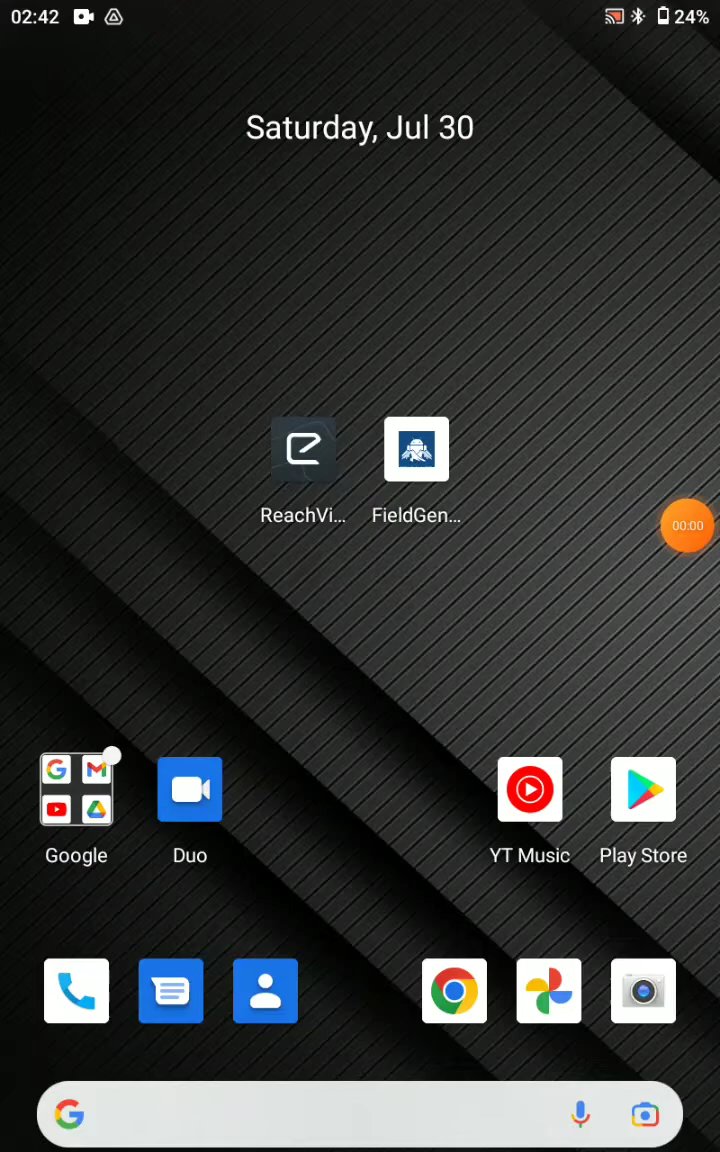 02:42
24%
Saturday, Jul 30
ReachVi...
FieldGen...
00:00
Google
Duo
YT Music
Play Store